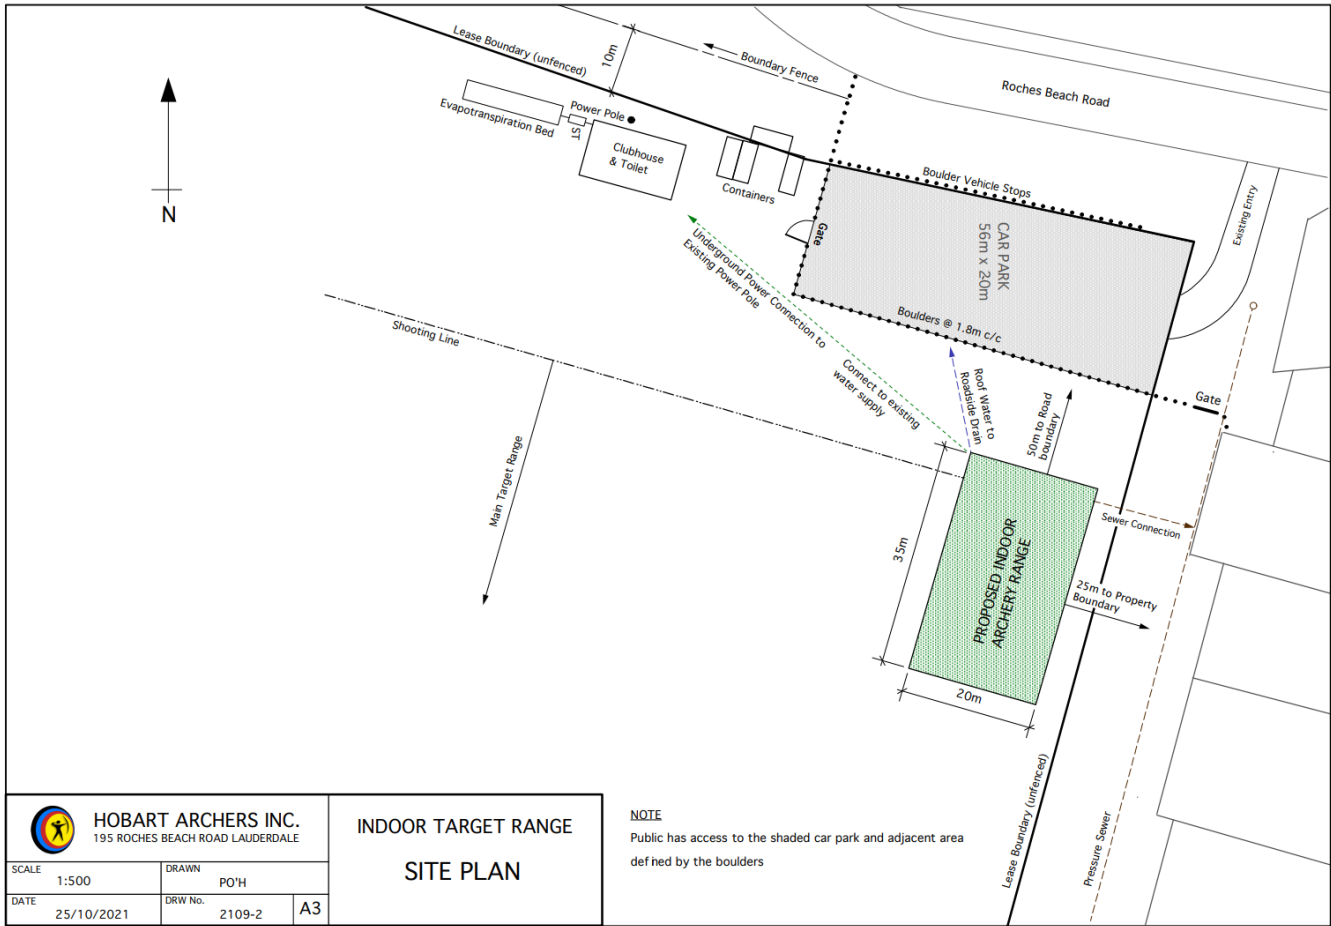 Lease Boundary (unfenced)
10m
Boundary Fence
Roches Beach Road
Evapotranspiration Bed
ST
Power Pole
Clubhouse
& Toilet
Containers
Boulder Vehicle Stops
Existing Entry
N
Gate
CAR PARK
56m x 20m
Underground Power Connection to
Existing Power Pole
Boulders @ 1.8m c/c
Shooting Line
Connect to existing
water supply
Roof Water to
Roadside Drain
50m to Road
boundary
Gate
Main Target Range
35m
PROPOSED INDOOR
ARCHERY RANGE
Sewer Connection
25m to Property
Boundary
20m
Lease Boundary (unfenced)
Pressure Sewer
HOBART ARCHERS INC.
195 ROCHES BEACH ROAD LAUDERDALE
SCALE
1:500
DRAWN
PO'H
DATE
25/10/2021
DRW No.
2109-2
A3
INDOOR TARGET RANGE
SITE PLAN
NOTE
Public has access to the shaded car park and adjacent area
defined by the boulders